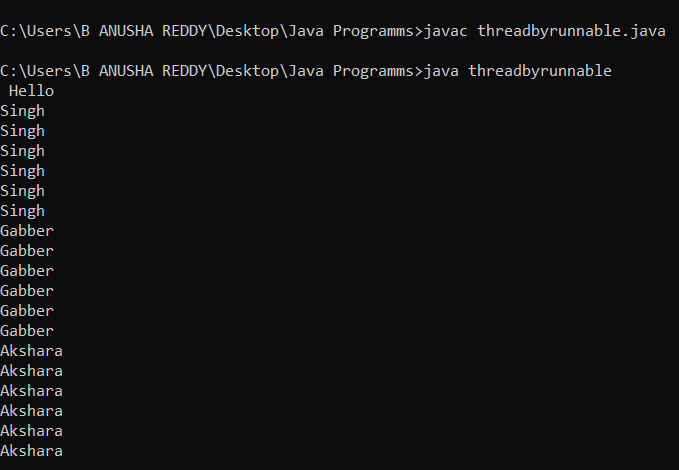 C:\Users\B ANUSHA REDDY\Desktop\Java Programms>javac threadbyrunnable.java
C:\Users\B ANUSHA REDDY\Desktop\Java Programms>java threadbyrunnable
 Hello
Singh
Singh
Singh
Singh
Singh
Singh
Gabber
Gabber
Gabber
Gabber
Gabber
Gabber
Akshara
Akshara
Akshara
Akshara
Akshara
Akshara